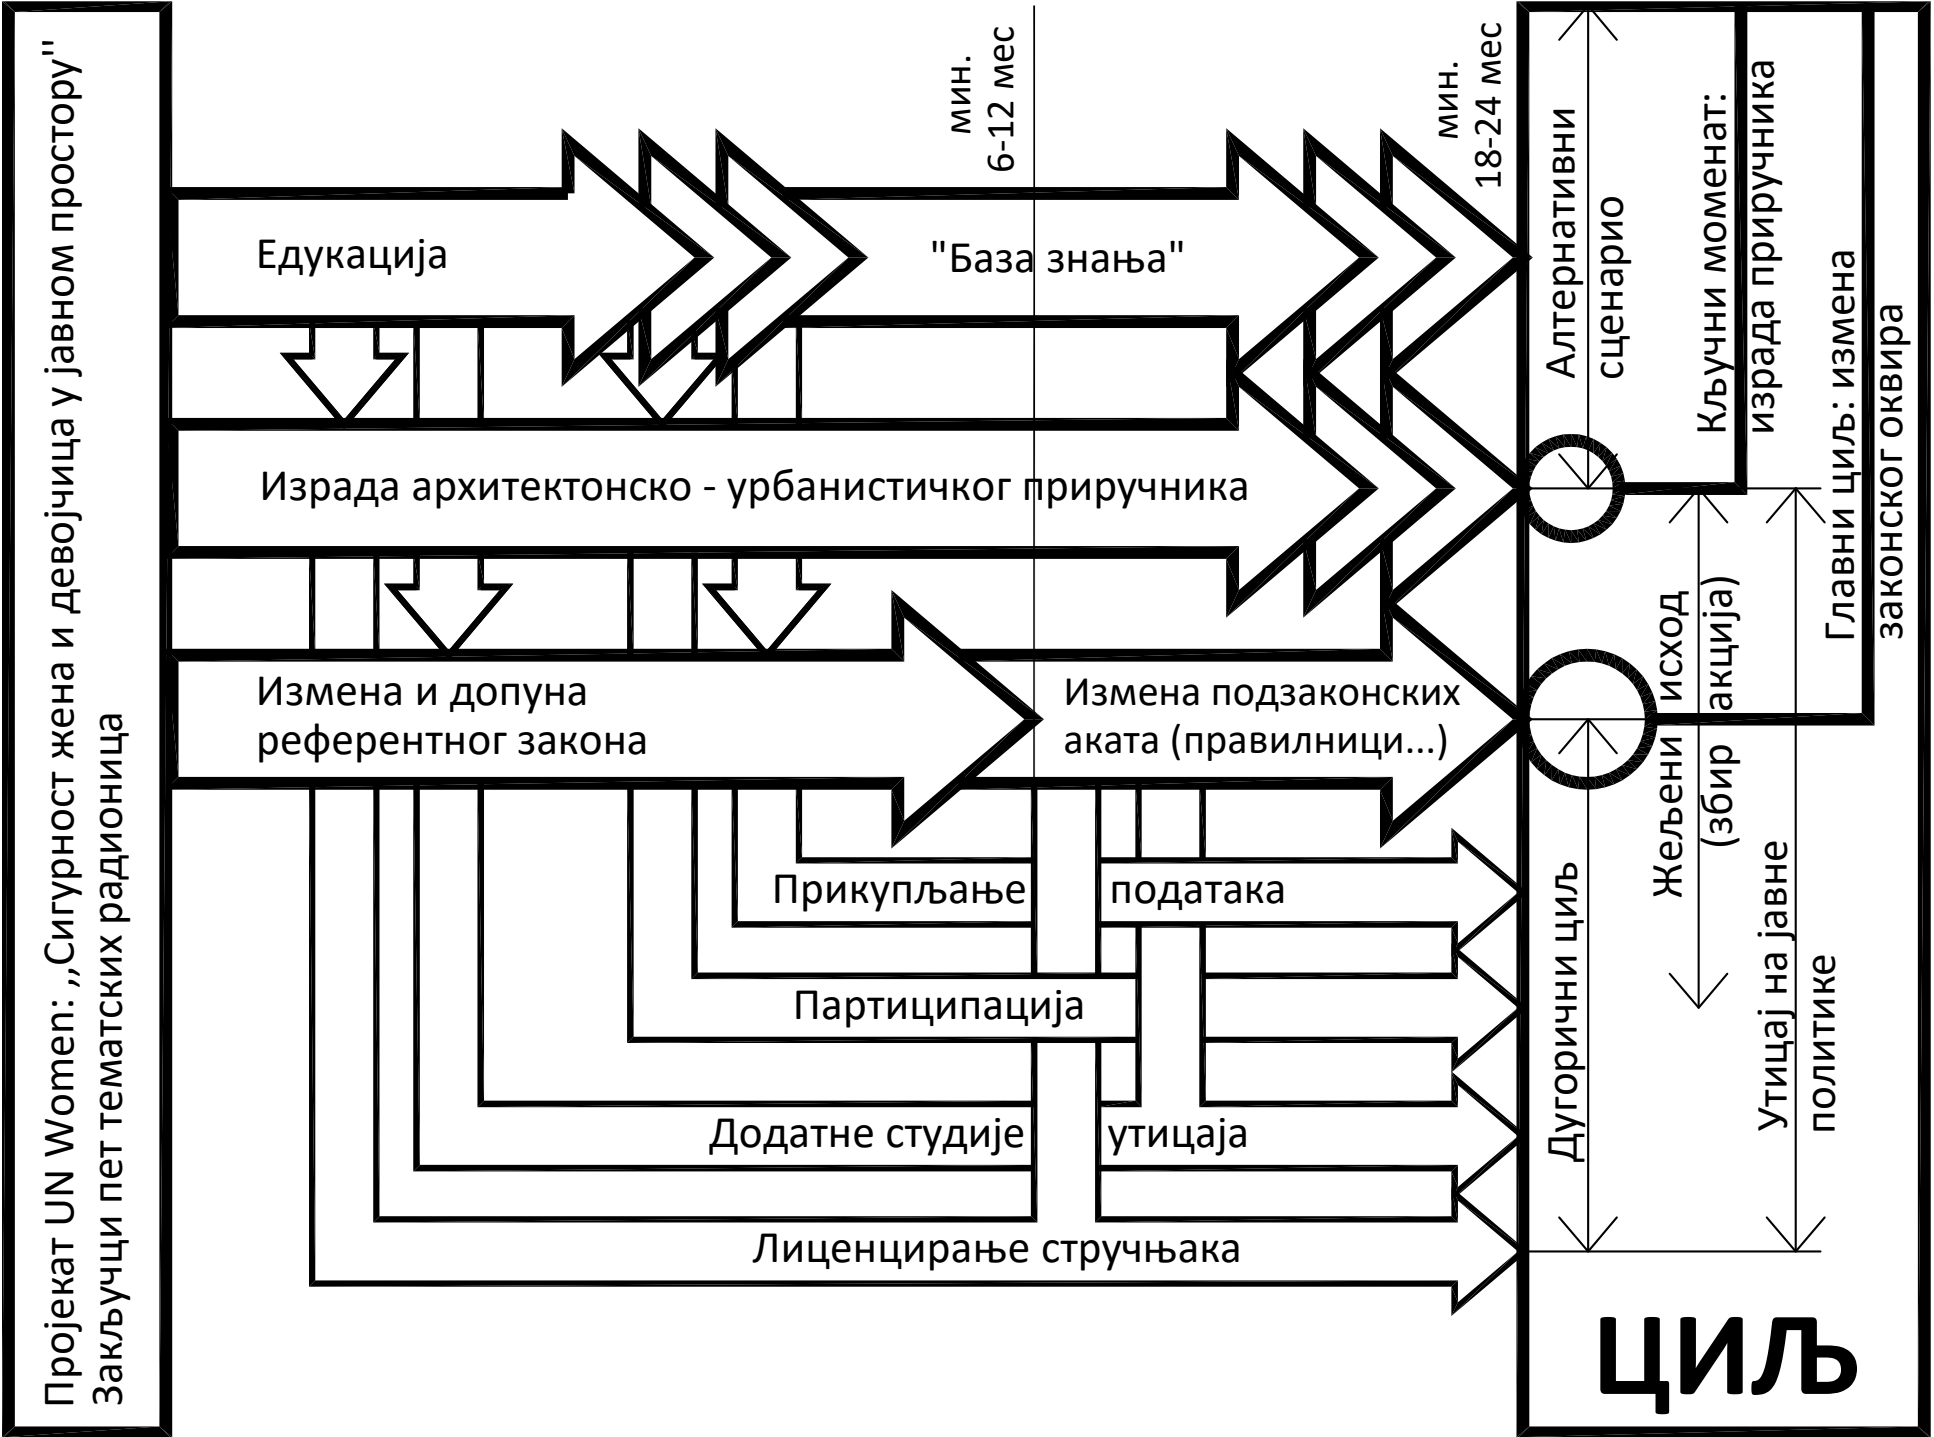 Пројекат UN Women: ,,Сигурност жена и девојчица у јавном простору"
Закључци пет тематских радионица
мин.
6-12 мес
мин.
18-24 мес
Едукација
"База знања"
Израда архитектонско - урбанистичког приручника
Измена и допуна
референтног закона
Измена подзаконских
аката (правилници...)
Прикупљање података
Партиципација
Додатне студије утицаја
Лиценцирање стручњака
Алтернативни
сценарио
Кључни моменат:
израда приручника
Главни циљ: измена
законског оквира
Жељени исход
(збир акција)
Дугорични циљ
Утицај на јавне
политике
ЦИЉ